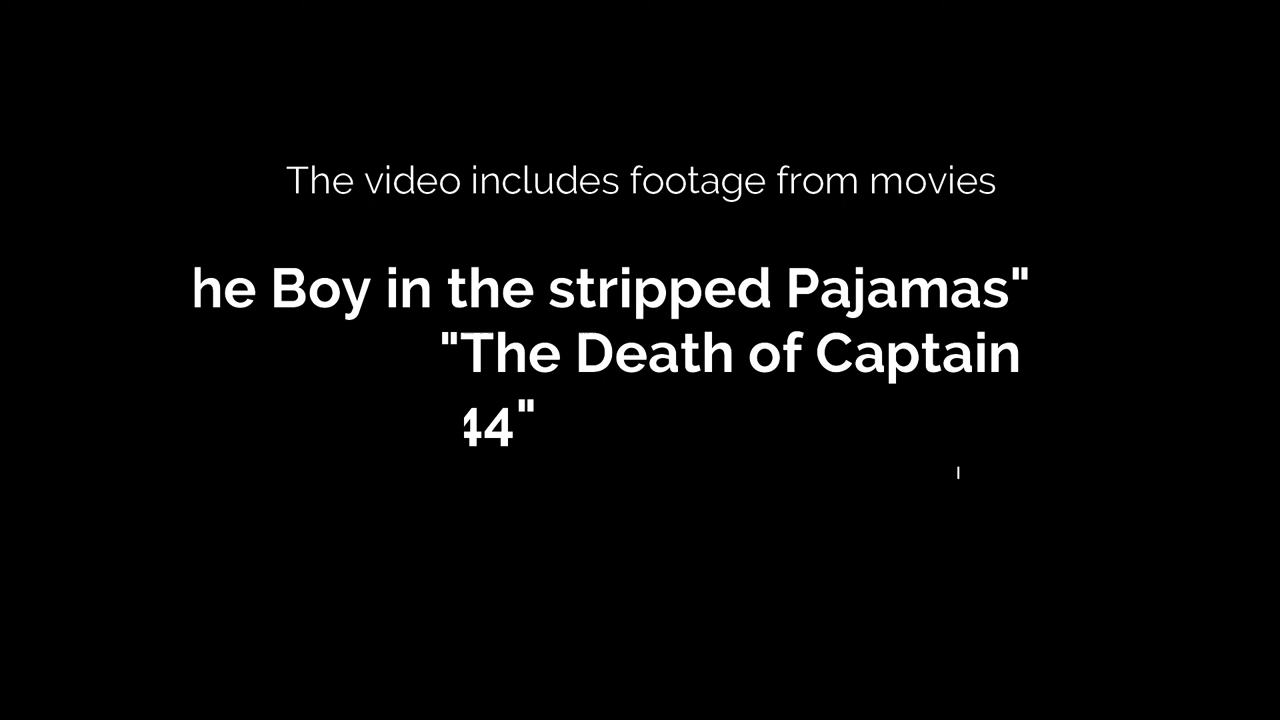 The video includes footage from movies
he Boy in the stripped Pajamas"
"The Death of Captain
44"